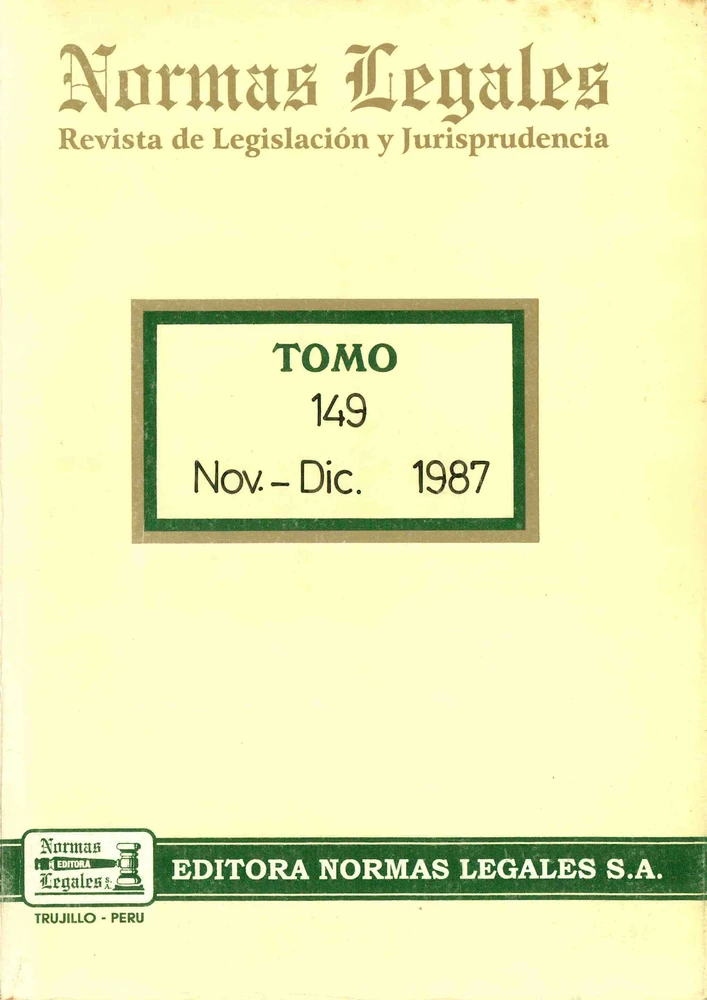 Normas Legales
Revista de Legislación y Jurisprudencia
TOMO
149
Nov.- Dic. 1987
Normas
EDITORA
Legales S.A.
EDITORA NORMAS LEGALES S.A.
TRUJILLO - PERU